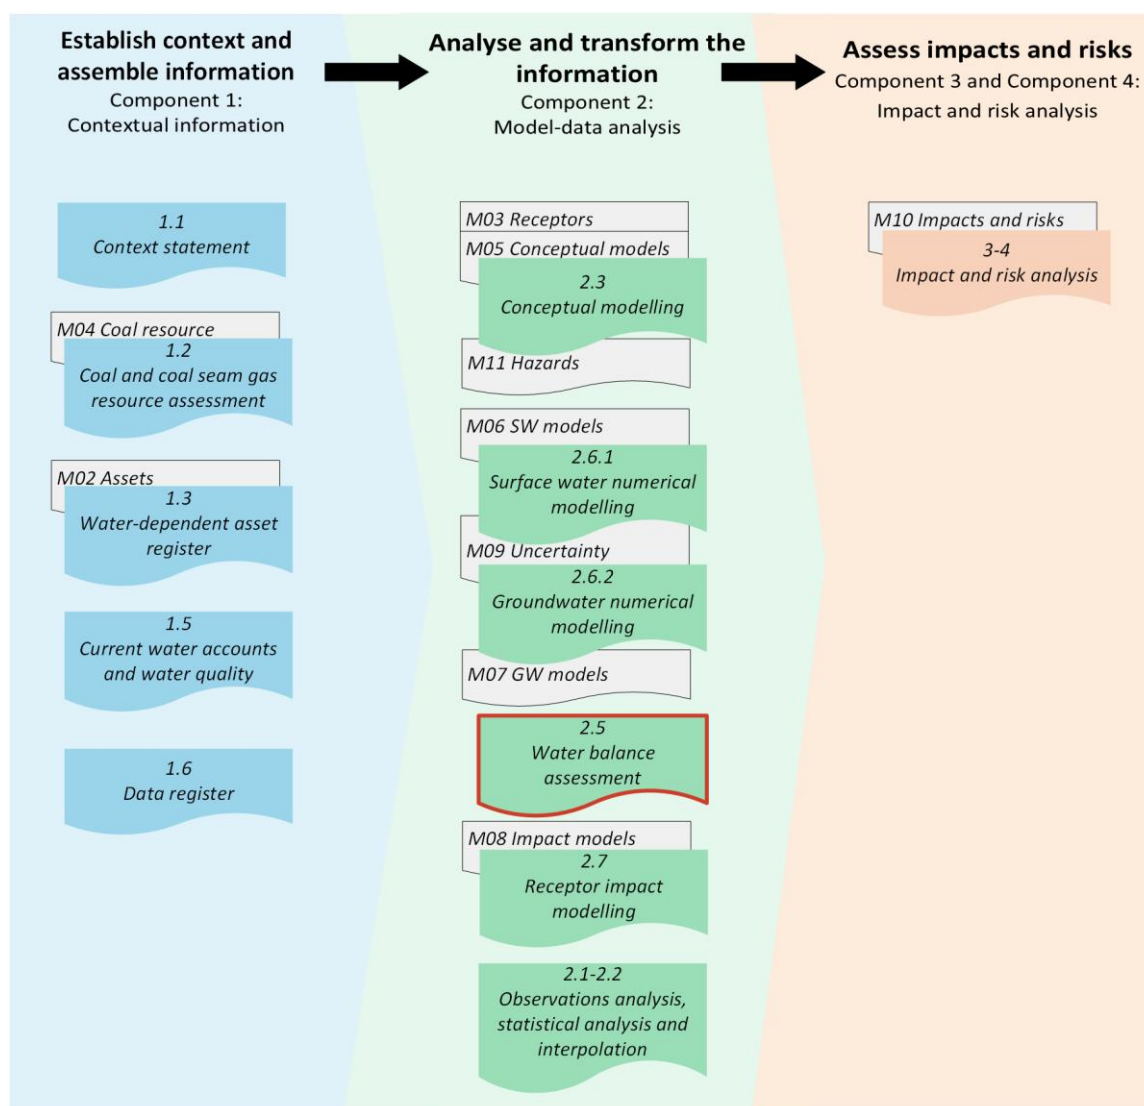 Establish context and
assemble information
Component 1:
Contextual information
1.1
Context statement
M04 Coal resource
1.2
Coal and coal seam gas
resource assessment
M02 Assets
1.3
Water-dependent asset
register
1.5
Current water accounts
and water quality
1.6
Data register
Analyse and transform the
information
Component 2:
Model-data analysis
M03 Receptors
M05 Conceptual models
2.3
Conceptual modelling
M11 Hazards
M06 SW models
2.6.1
Surface water numerical
modelling
M09 Uncertainty
2.6.2
Groundwater numerical
modelling
M07 GW models
2.5
Water balance
assessment
M08 Impact models
2.7
Receptor impact
modelling
2.1-2.2
Observations analysis,
statistical analysis and
interpolation
Assess impacts and risks
Component 3 and Component 4:
Impact and risk analysis
M10 Impacts and risks
3-4
Impact and risk analysis